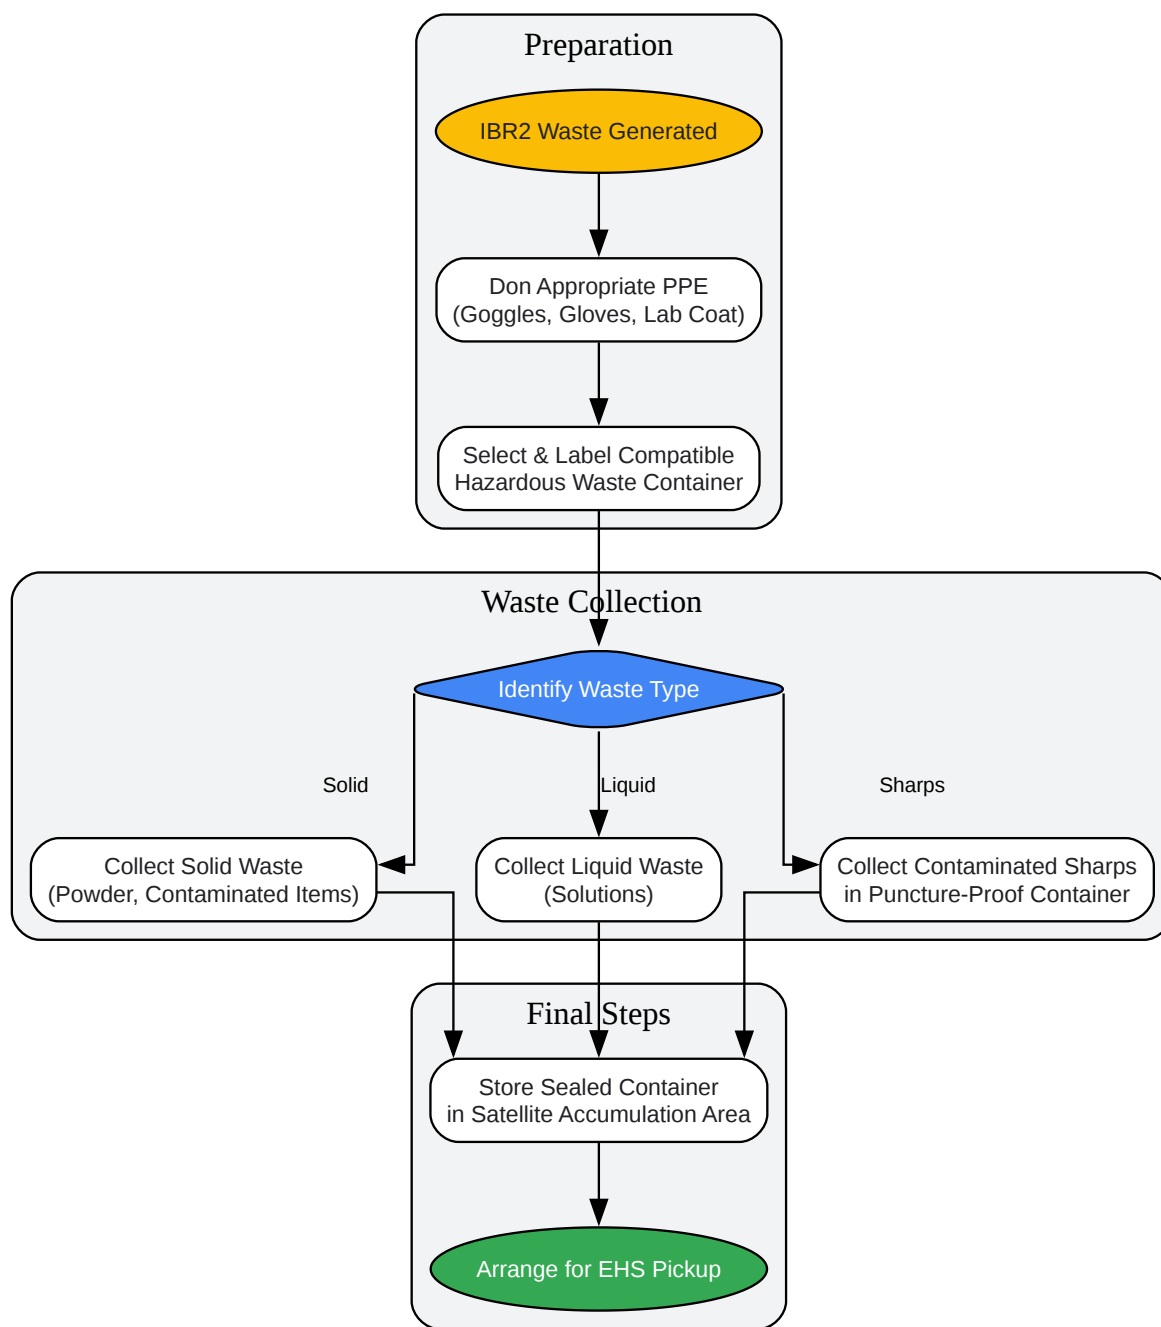 Preparation
IBR2 Waste Generated
Don Appropriate PPE
(Goggles, Gloves, Lab Coat)
Select & Label Compatible
Hazardous Waste Container
Waste Collection
Identify Waste Type
Solid
Liquid
Sharps
Collect Solid Waste
(Powder, Contaminated Items)
Collect Liquid Waste
(Solutions)
Collect Contaminated Sharps
in Puncture-Proof Container
Final Steps
Store Sealed Container
in Satellite Accumulation Area
Arrange for EHS Pickup